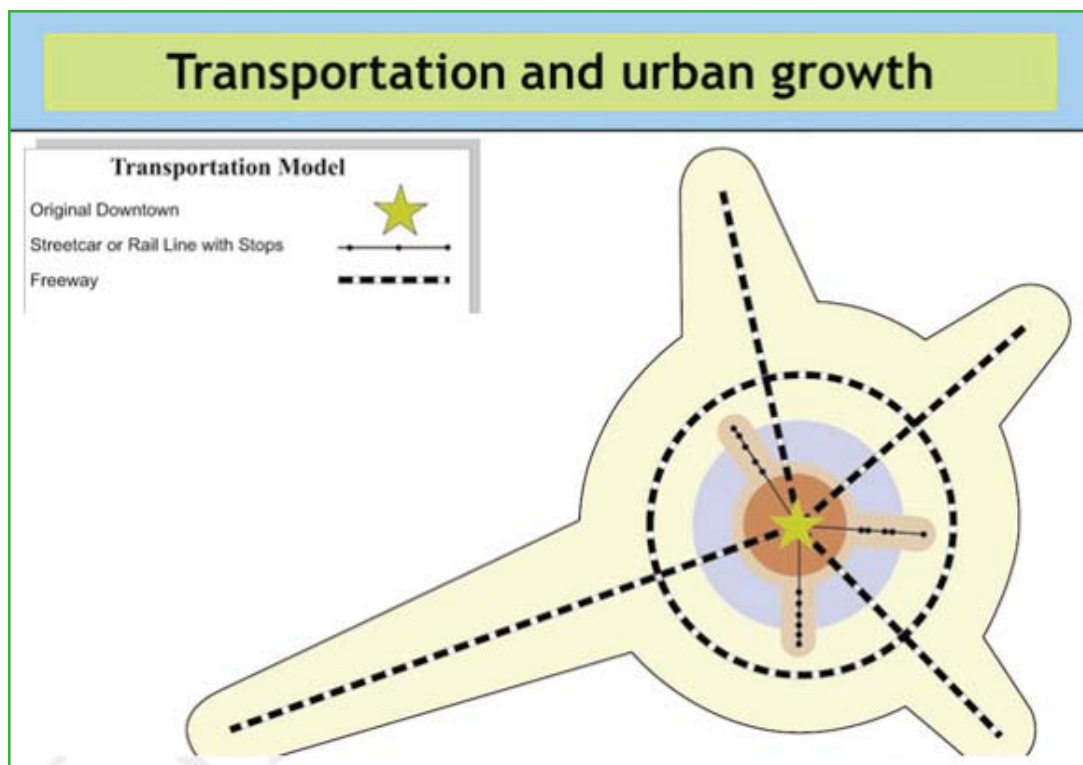 Transportation and urban growth
Transportation Model
Original Downtown
Streetcar or Rail Line with Stops
Freeway